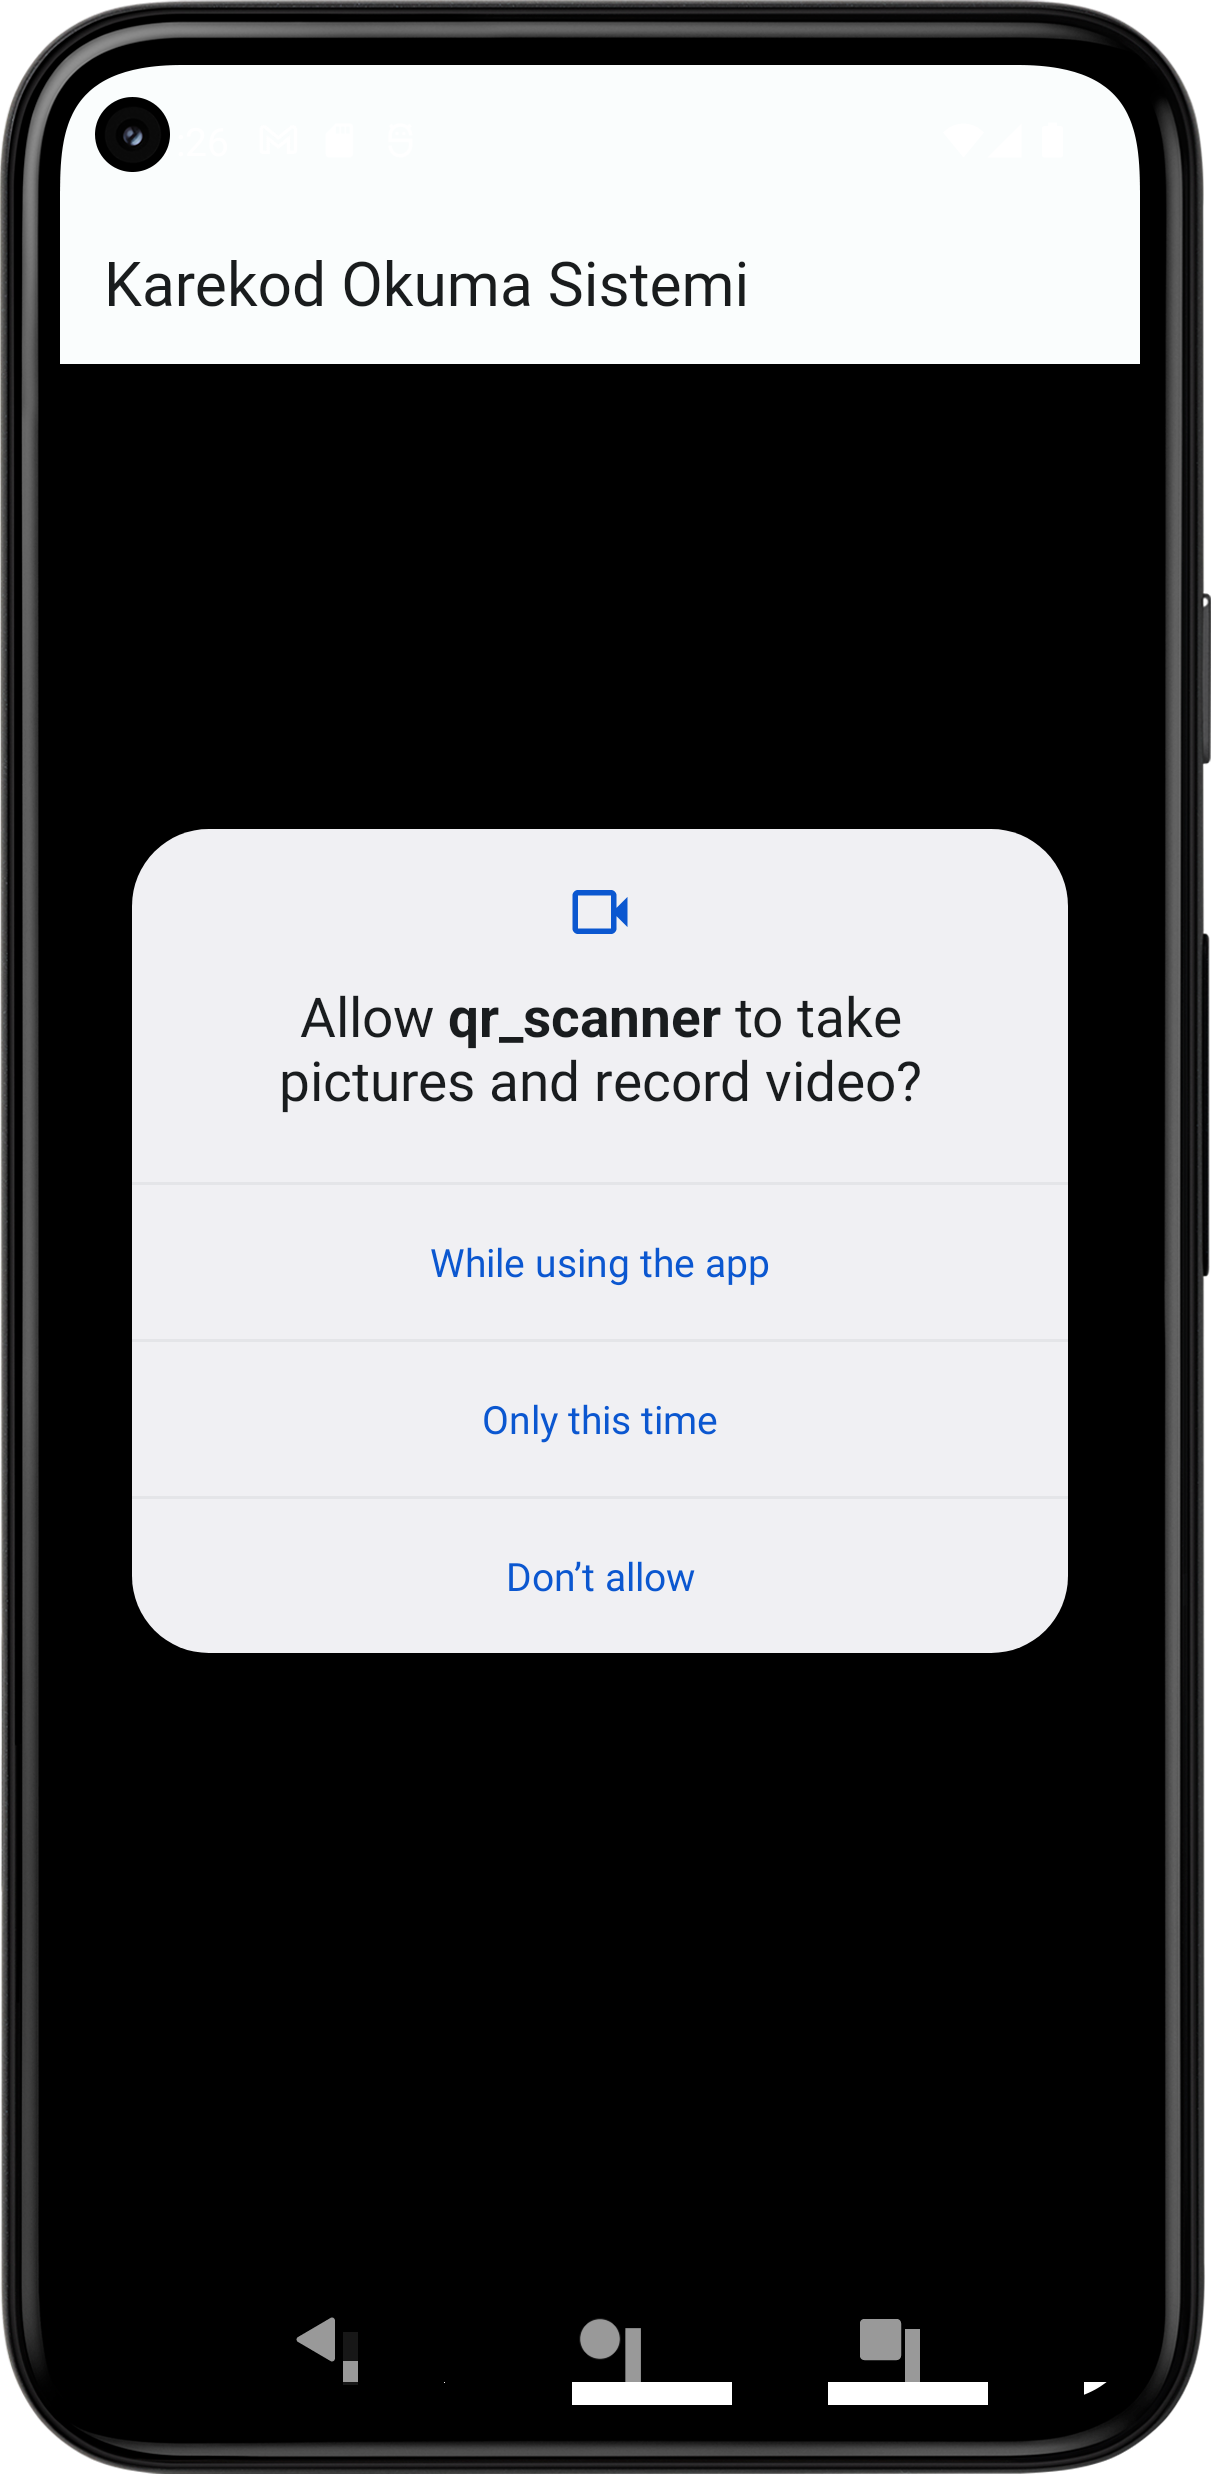 26
Karekod Okuma Sistemi
Allow qr_scanner to take
pictures and record video?
While using the app
Only this time
Don’t allow